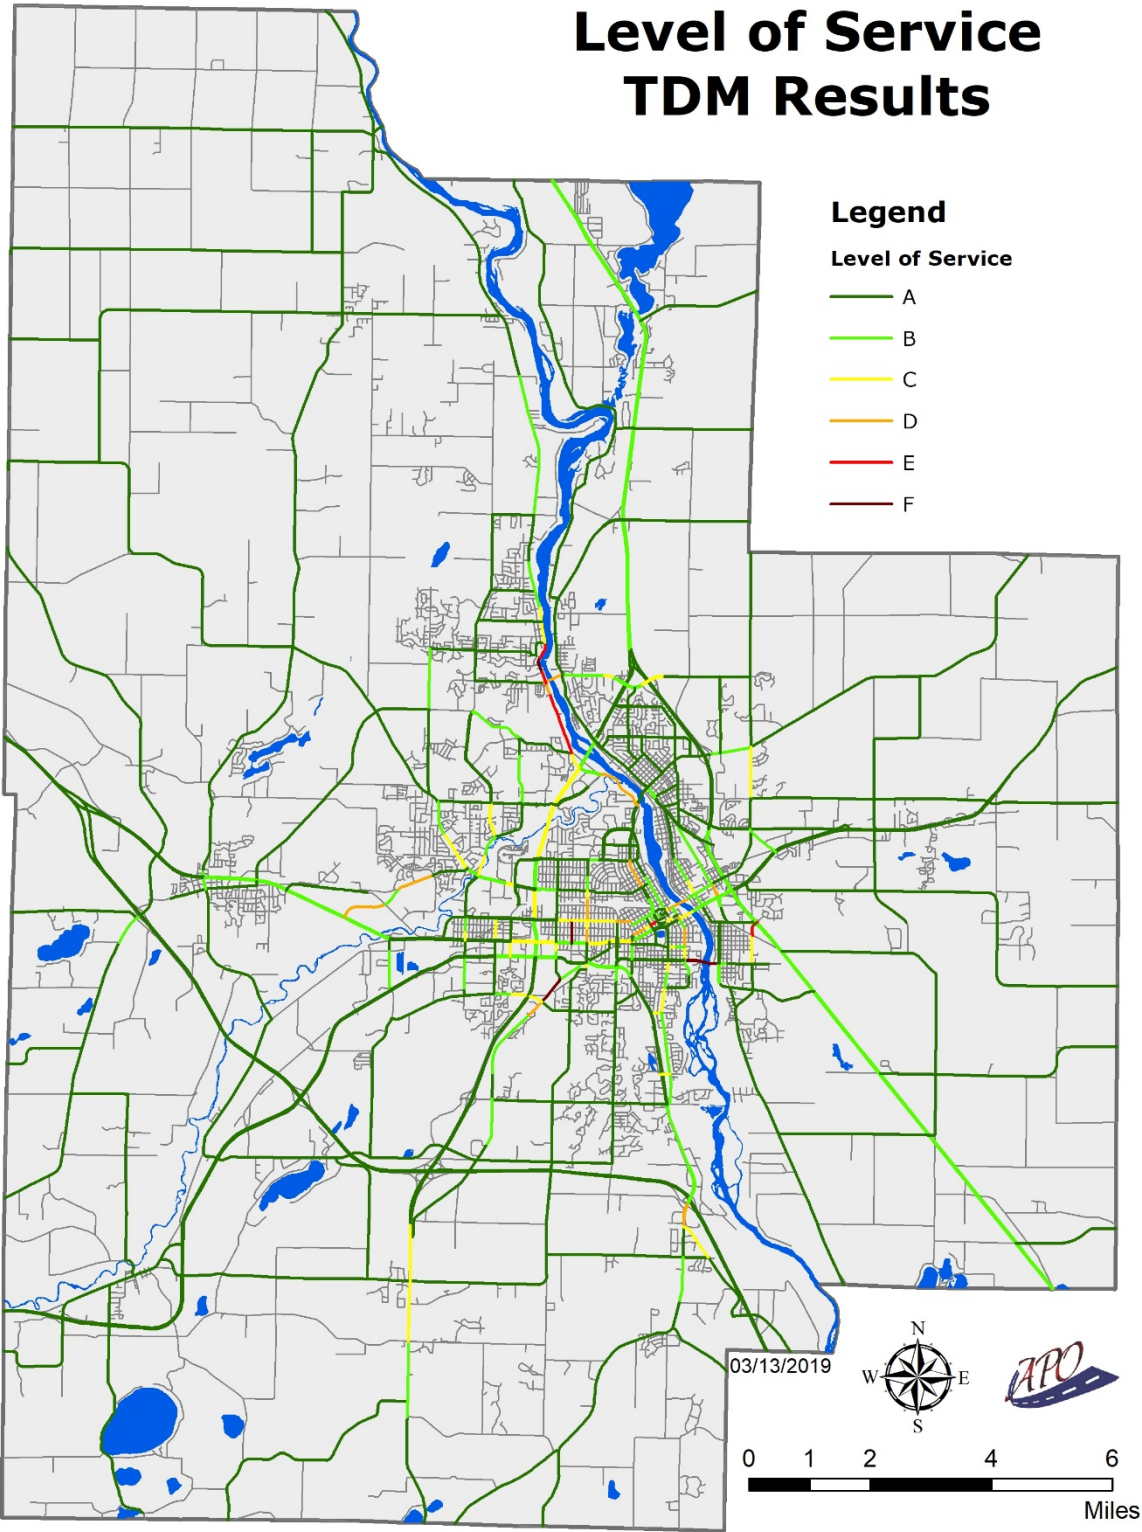 Level of Service
TDM Results
Legend
Level of Service
A
B
C
D
E
F
03/13/2019
N
W
E
S
APO
0 1 2 4 6
Miles